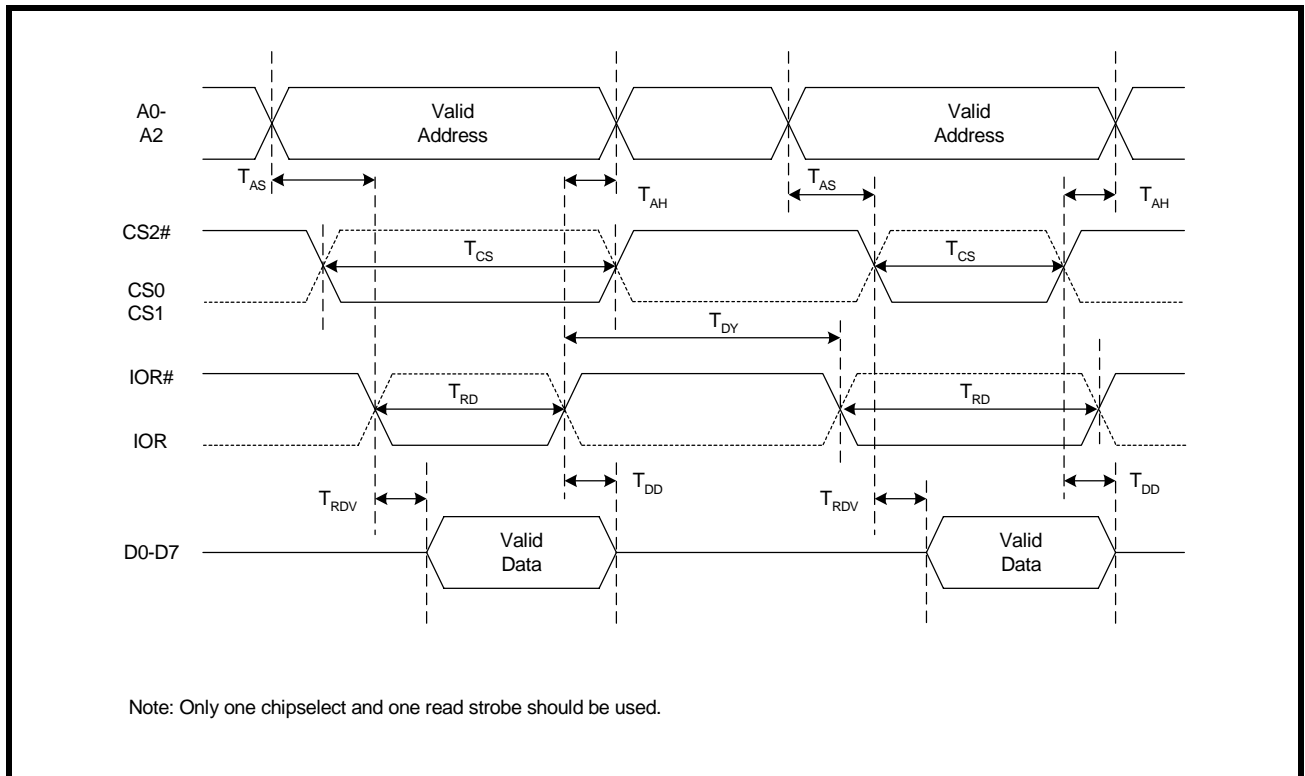 A0-
A2
Valid
Address
Valid
Address
TAS
TAH
TAS
TAH
CS2#
TCS
TCS
CS0
CS1
TDY
IOR#
TRD
TRD
IOR
TRDV
TDD
TRDV
TDD
D0-D7
Valid
Data
Valid
Data
Note: Only one chipselect and one read strobe should be used.